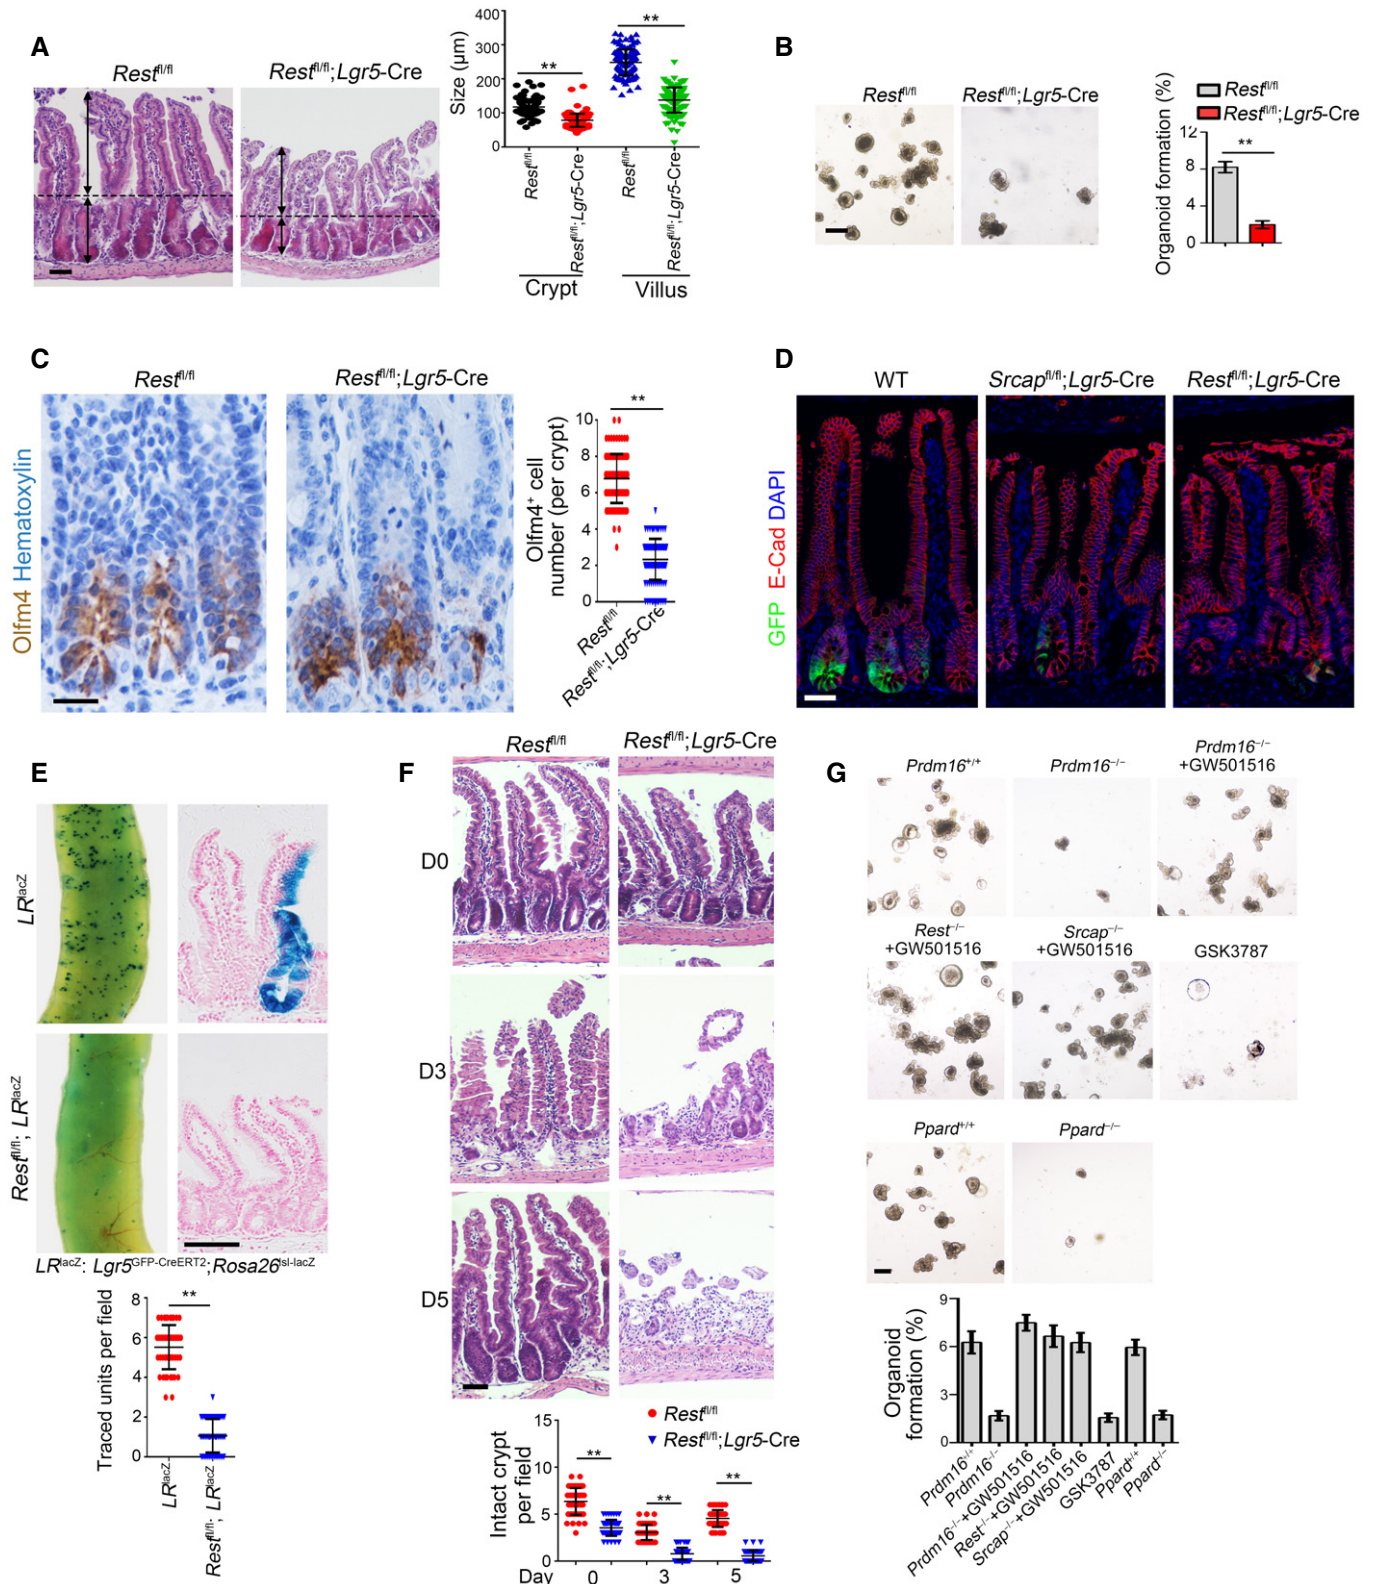 A
Restfl/fl
Restfl/fl;Lgr5-Cre
Size (μm)
400
300
200
100
0
**
**
Restfl/fl
Restfl/fl;Lgr5-Cre
Restfl/fl
Restfl/fl;Lgr5-Cre
Crypt
Villus
B
Restfl/fl
Restfl/fl;Lgr5-Cre
Restfl/fl
Restfl/fl;Lgr5-Cre
Organoid formation (%)
12
8
4
0
**
C
Restfl/fl
Restfl/fl;Lgr5-Cre
Olfm4 Hematoxylin
Olfm4+ cell
number (per crypt)
10
8
6
4
2
0
**
Restfl/fl
Restfl/fl;Lgr5-Cre
D
WT
Srcapfl/fl;Lgr5-Cre
Restfl/fl;Lgr5-Cre
GFP E-Cad DAPI
E
LRlacZ
Restfl/fl; LRlacZ
LRlacZ: Lgr5GFP-CreERT2;Rosa26lsl-lacZ
Traced units per field
8
6
4
2
0
**
LRlacZ
Restfl/fl; LRlacZ
F
Restfl/fl
Restfl/fl;Lgr5-Cre
D0
D3
D5
Restfl/fl
Restfl/fl;Lgr5-Cre
Intact crypt
per field
15
10
5
0
**
**
**
Day
0
3
5
G
Prdm16+/+
Prdm16−/−
Prdm16−/−
+GW501516
Rest−/−
+GW501516
Srcap−/−
+GW501516
GSK3787
Ppard+/+
Ppard−/−
Organoid
formation (%)
9
6
3
0
Prdm16+/+
Prdm16−/−
Prdm16−/−+GW501516
Rest−/−+GW501516
Srcap−/−+GW501516
GSK3787
Ppard+/+
Ppard−/−